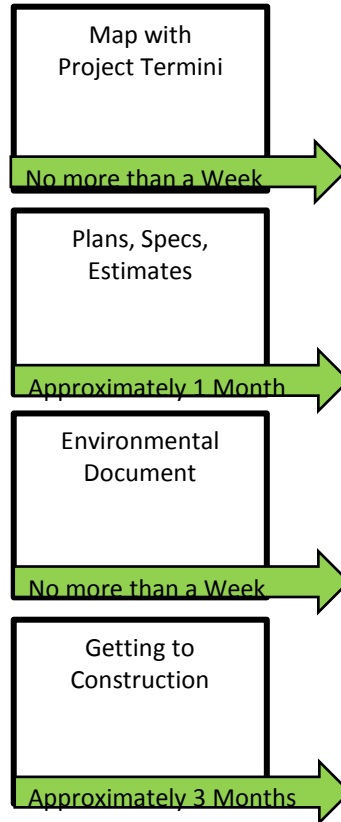 Map with
Project Termini
No more than a Week
Plans, Specs,
Estimates
Approximately 1 Month
Environmental
Document
No more than a Week
Getting to
Construction
Approximately 3 Months